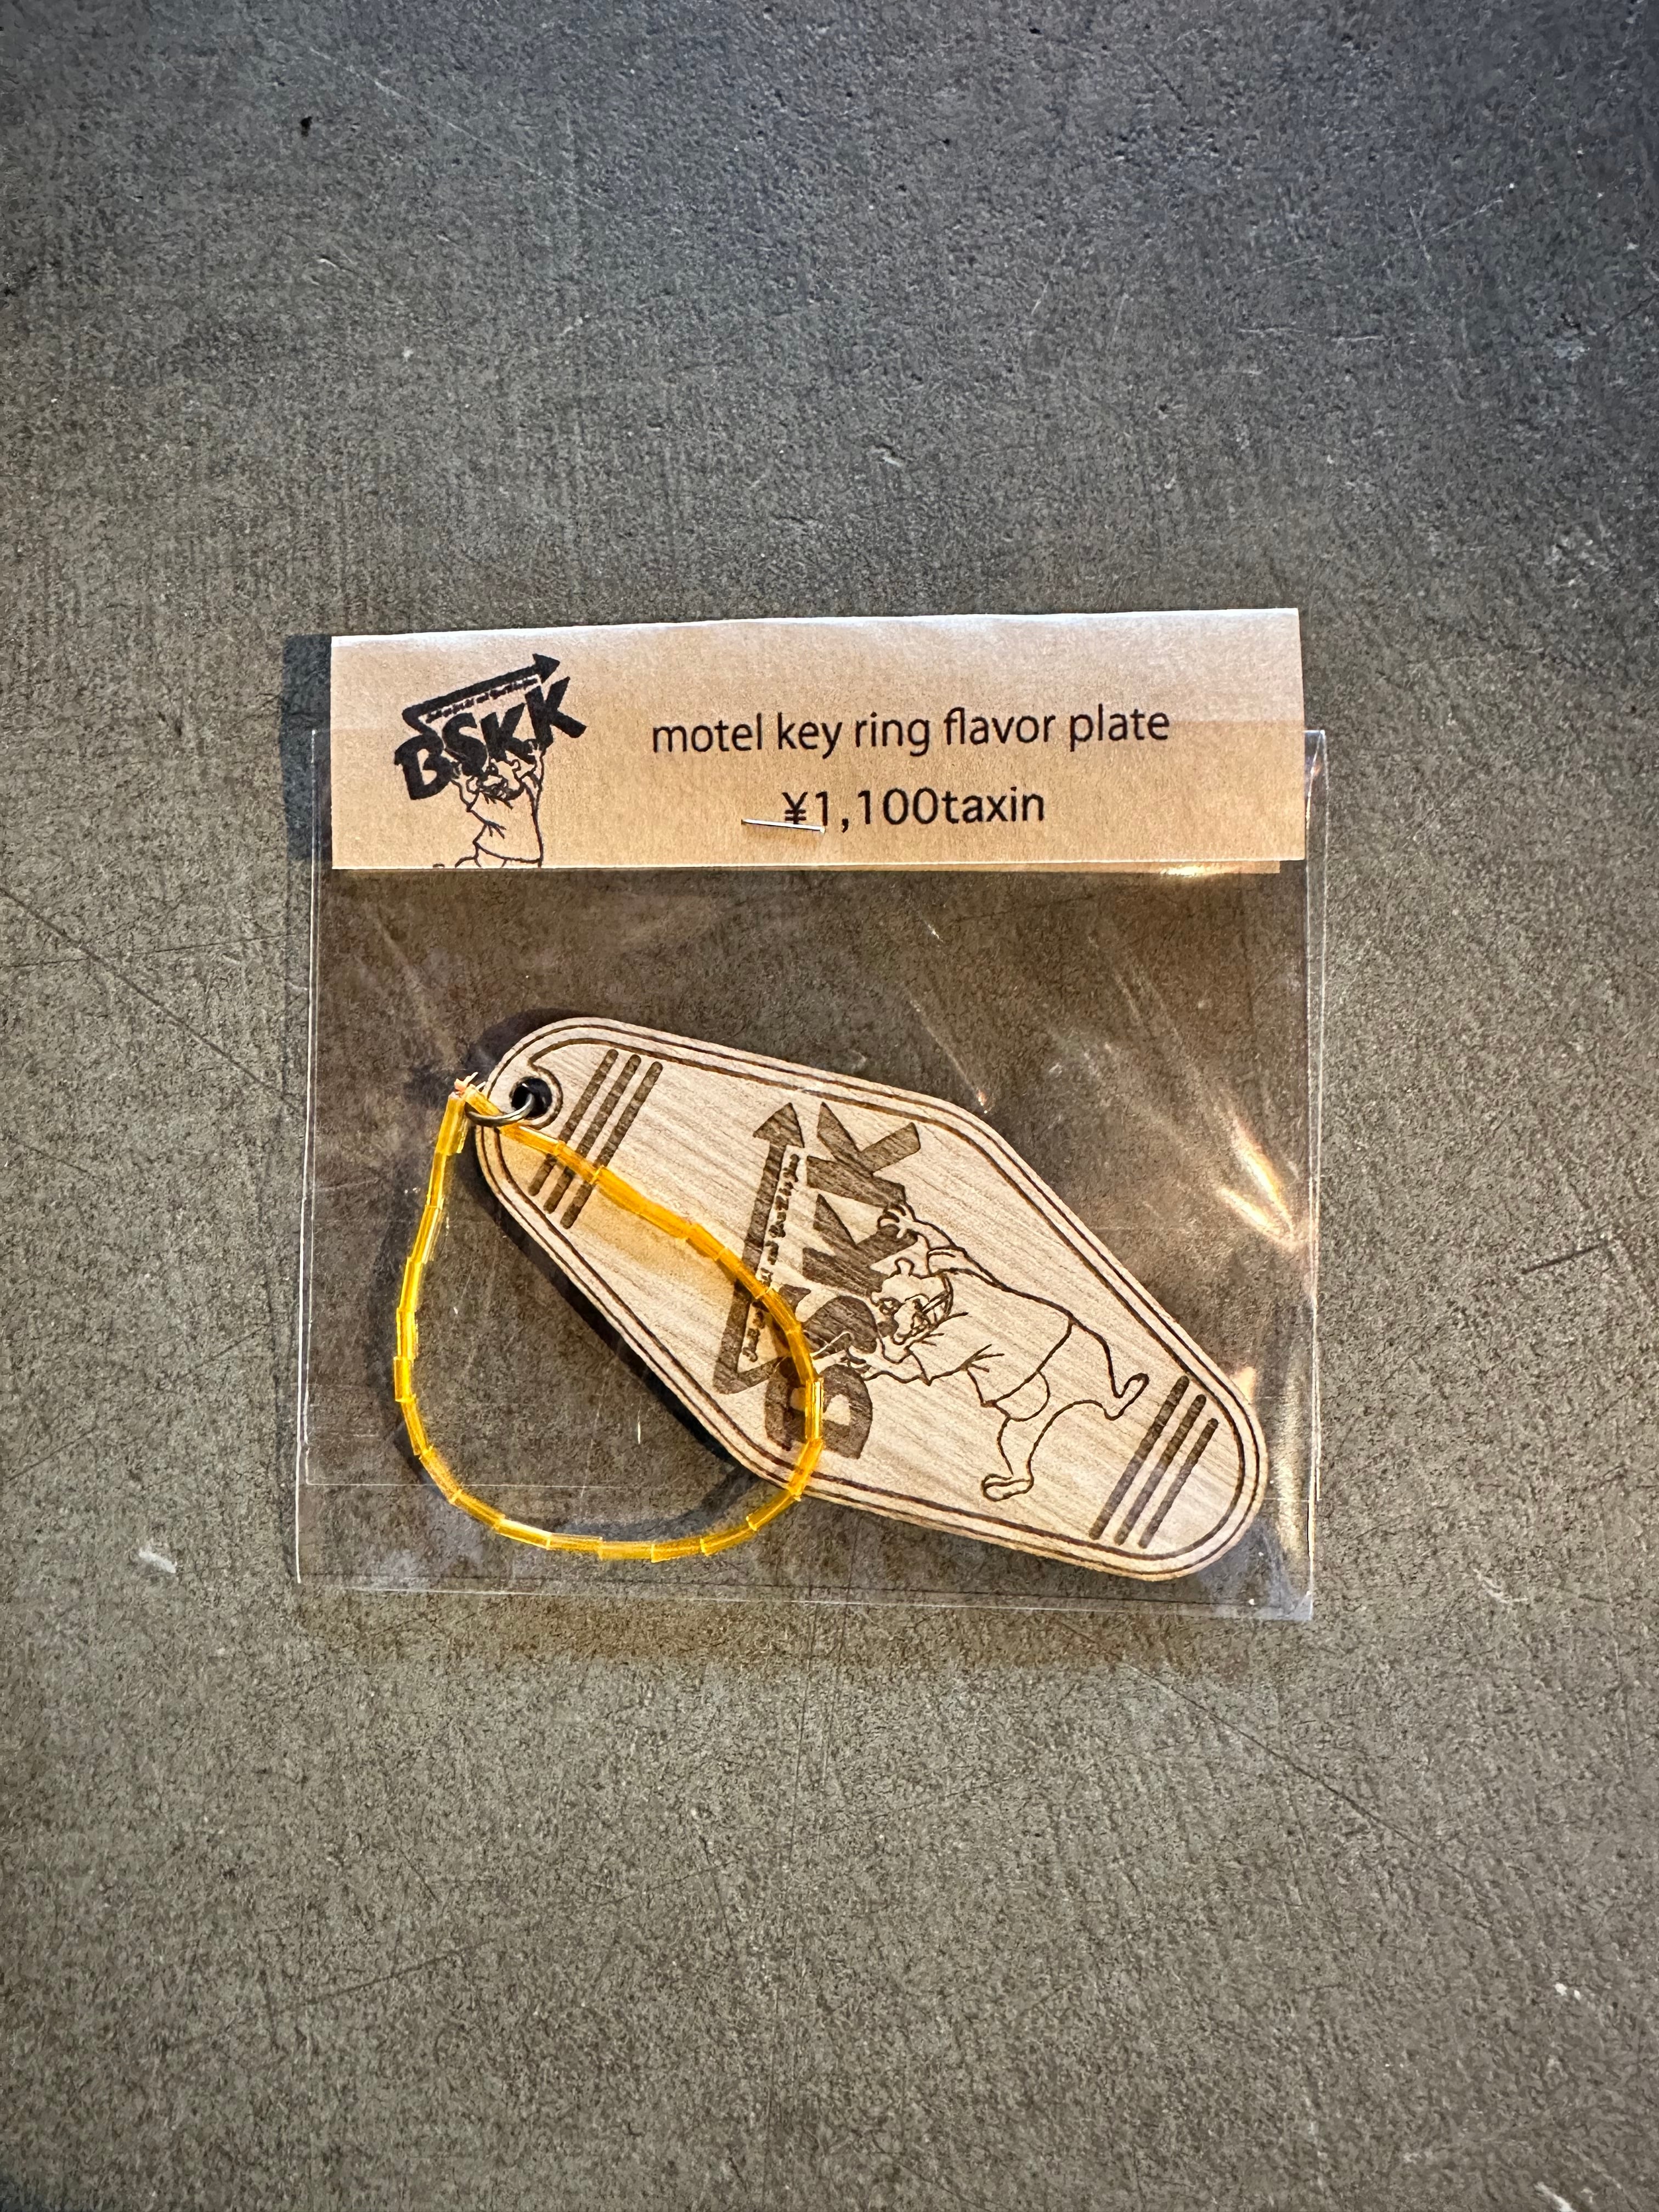 BSKK
motel key ring flavor plate
¥1,100taxin
BSKK